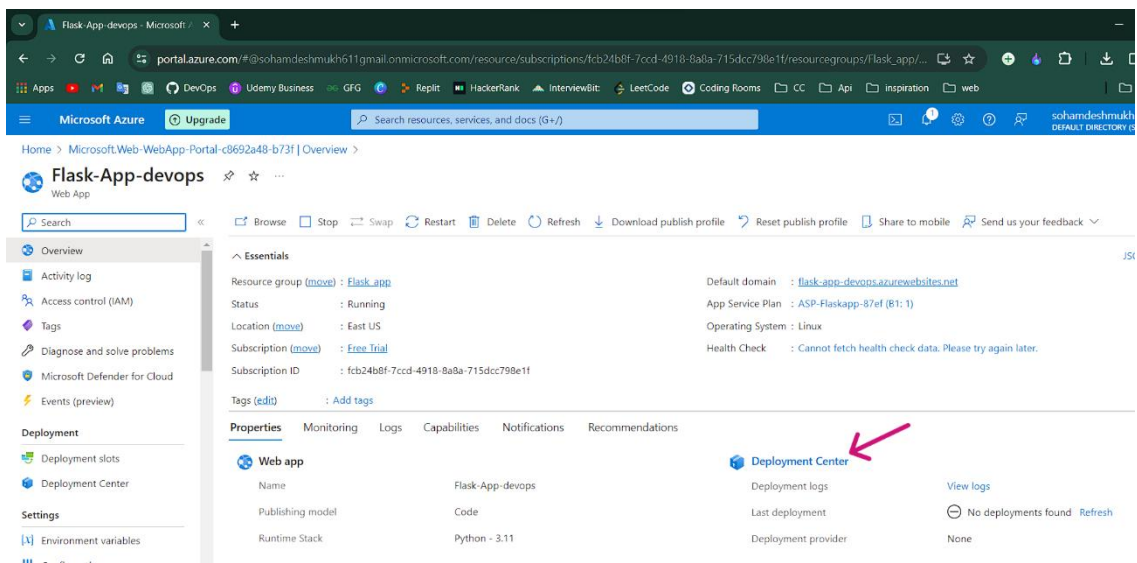 Flask-App-devops - Microsoft A
portal.azure.com/#@sohamdeshmukh611gmail.onmicrosoft.com/resource/subscriptions/fcb24b8f-7ccd-4918-8a8a-715dcc798e1f/resourcegroups/Flask_app/...
Apps DevOps Udemy Business GFG Replit HackerRank InterviewBit: LeetCode Coding Rooms CC Api inspiration web
Microsoft Azure Upgrade Search resources, services, and docs (G+/) 1 sohamdeshmukh
DEFAULT DIRECTORY (S
Home > Microsoft.Web-WebApp-Portal-c8692a48-b73f | Overview >
Flask-App-devops
Web App
Search
Browse Stop Swap Restart Delete Refresh Download publish profile Reset publish profile Share to mobile Send us your feedback
Overview
Activity log
Access control (IAM)
Tags
Diagnose and solve problems
Microsoft Defender for Cloud
Events (preview)
Deployment
Deployment slots
Deployment Center
Settings
Environment variables
Essentials
JSO
Resource group (move) : Flask_app
Status : Running
Location (move) : East US
Subscription (move) : Free Trial
Subscription ID : fcb24b8f-7ccd-4918-8a8a-715dcc798e1f
Default domain : flask-app-devops.azurewebsites.net
App Service Plan : ASP-Flaskapp-87ef (B1: 1)
Operating System : Linux
Health Check : Cannot fetch health check data. Please try again later.
Tags (edit) : Add tags
Properties Monitoring Logs Capabilities Notifications Recommendations
Web app
Name Flask-App-devops
Publishing model Code
Runtime Stack Python - 3.11
Deployment Center
Deployment logs View logs
Last deployment No deployments found Refresh
Deployment provider None